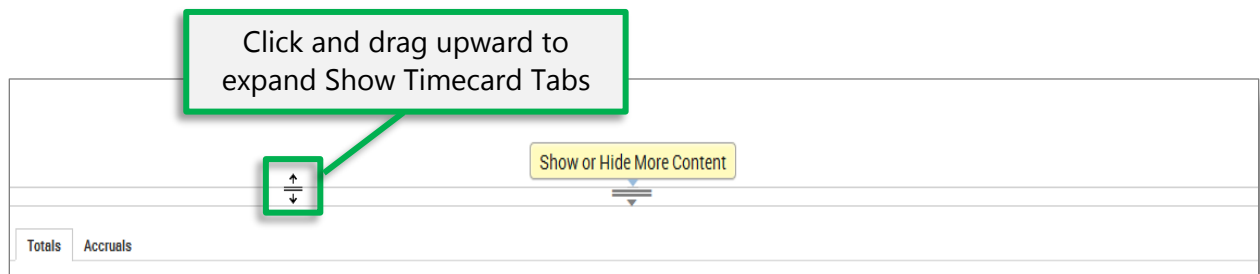 Click and drag upward to
expand Show Timecard Tabs
Show or Hide More Content
Totals Accruals